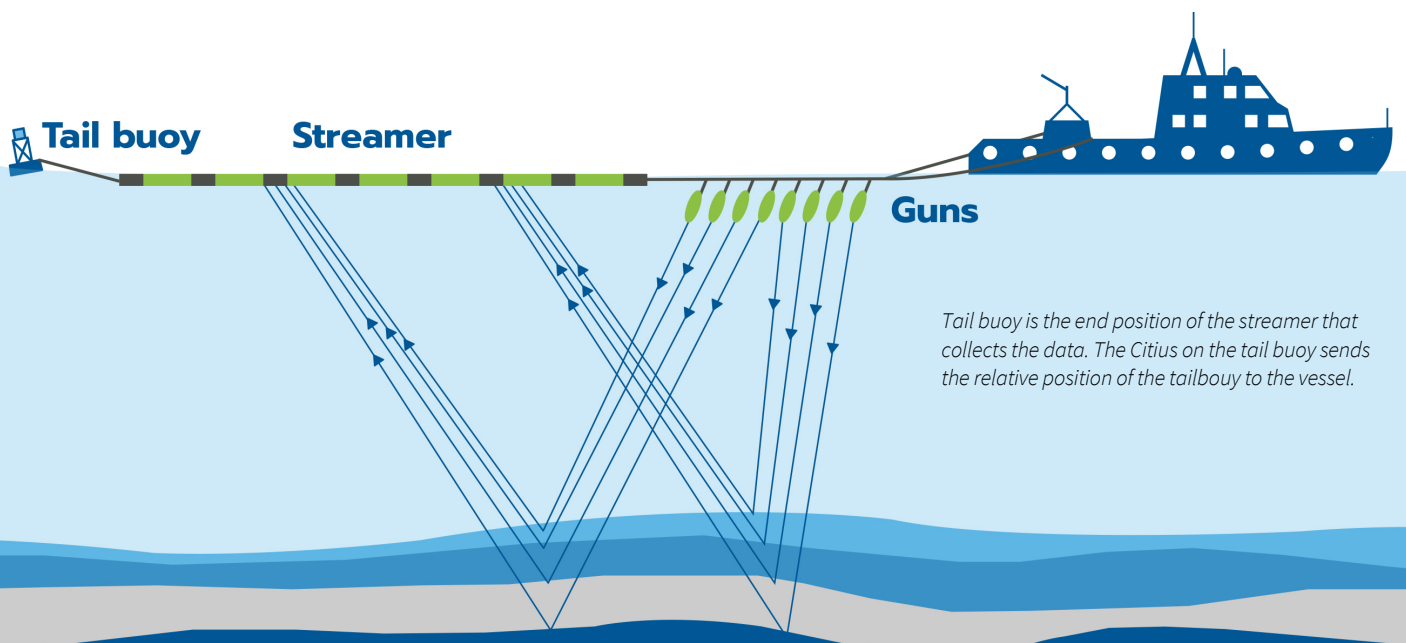 Tail buoy
Streamer
Guns
Tail buoy is the end position of the streamer that
collects the data. The Citius on the tail buoy sends
the relative position of the tailbouy to the vessel.